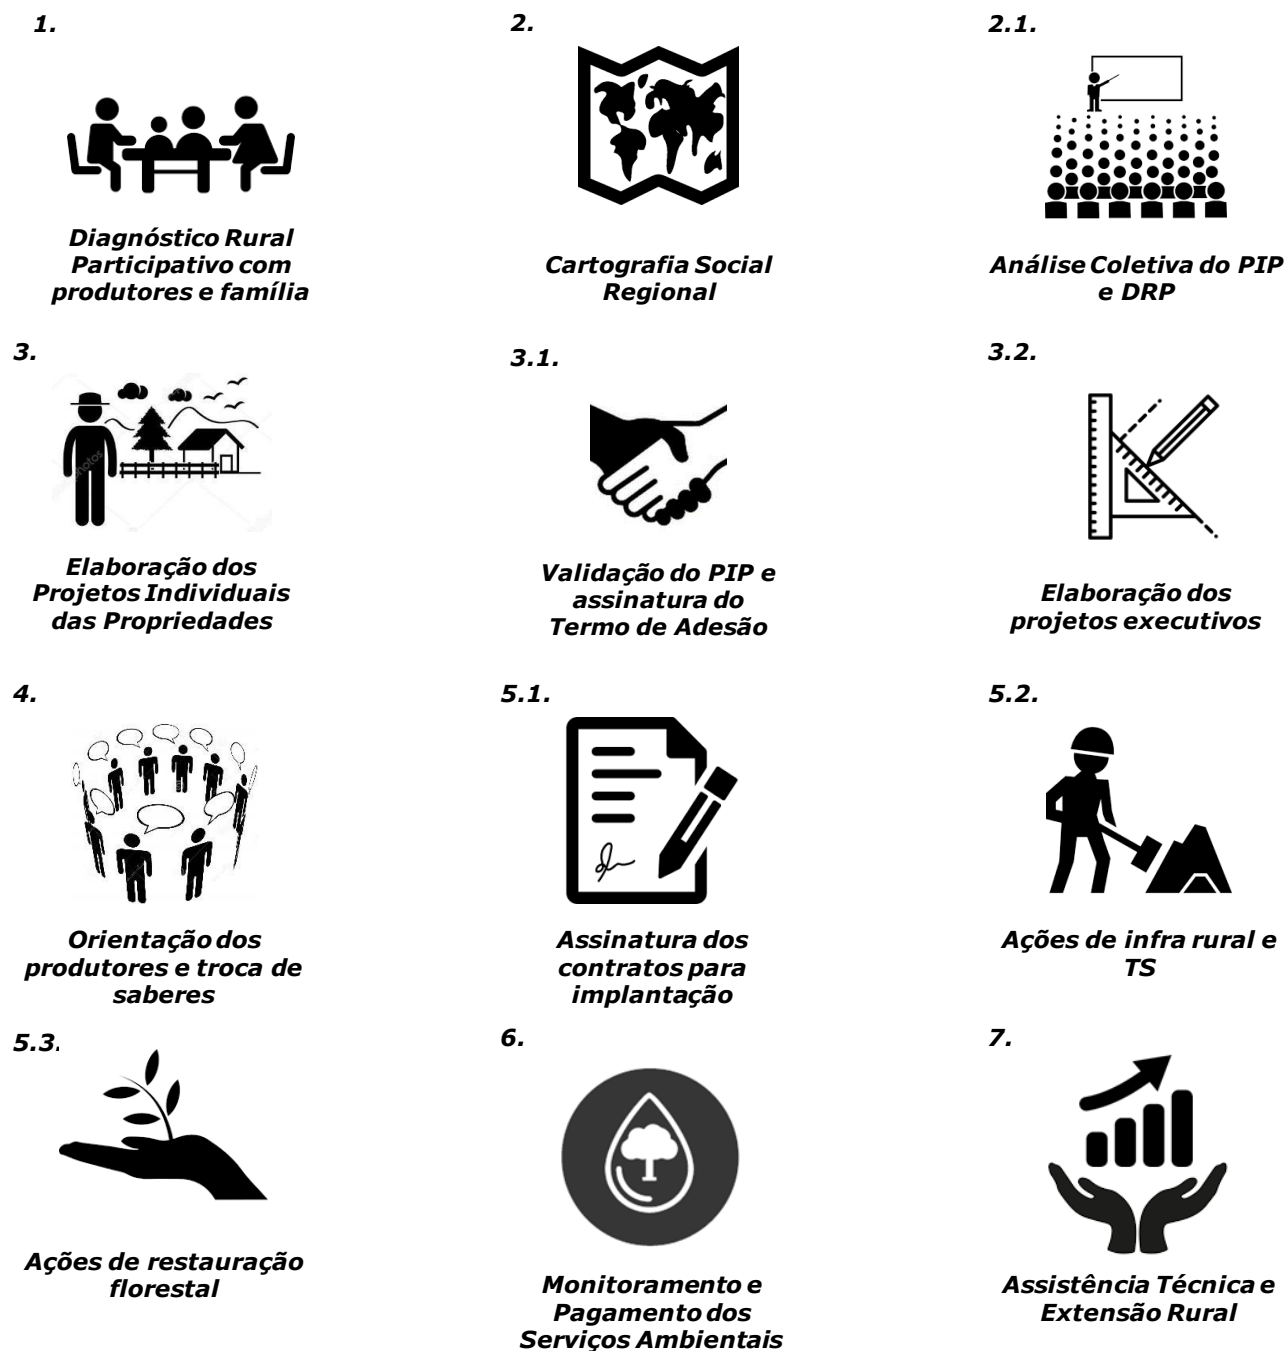 1.
Diagnóstico Rural
Participativo com
produtores e família
2.
Cartografia Social
Regional
2.1.
Análise Coletiva do PIP
e DRP
3.
Elaboração dos
Projetos Individuais
das Propriedades
3.1.
Validação do PIP e
assinatura do
Termo de Adesão
3.2.
Elaboração dos
projetos executivos
4.
Orientação dos
produtores e troca de
saberes
5.1.
Assinatura dos
contratos para
implantação
5.2.
Ações de infra rural e
TS
5.3.
Ações de restauração
florestal
6.
Monitoramento e
Pagamento dos
Serviços Ambientais
7.
Assistência Técnica e
Extensão Rural